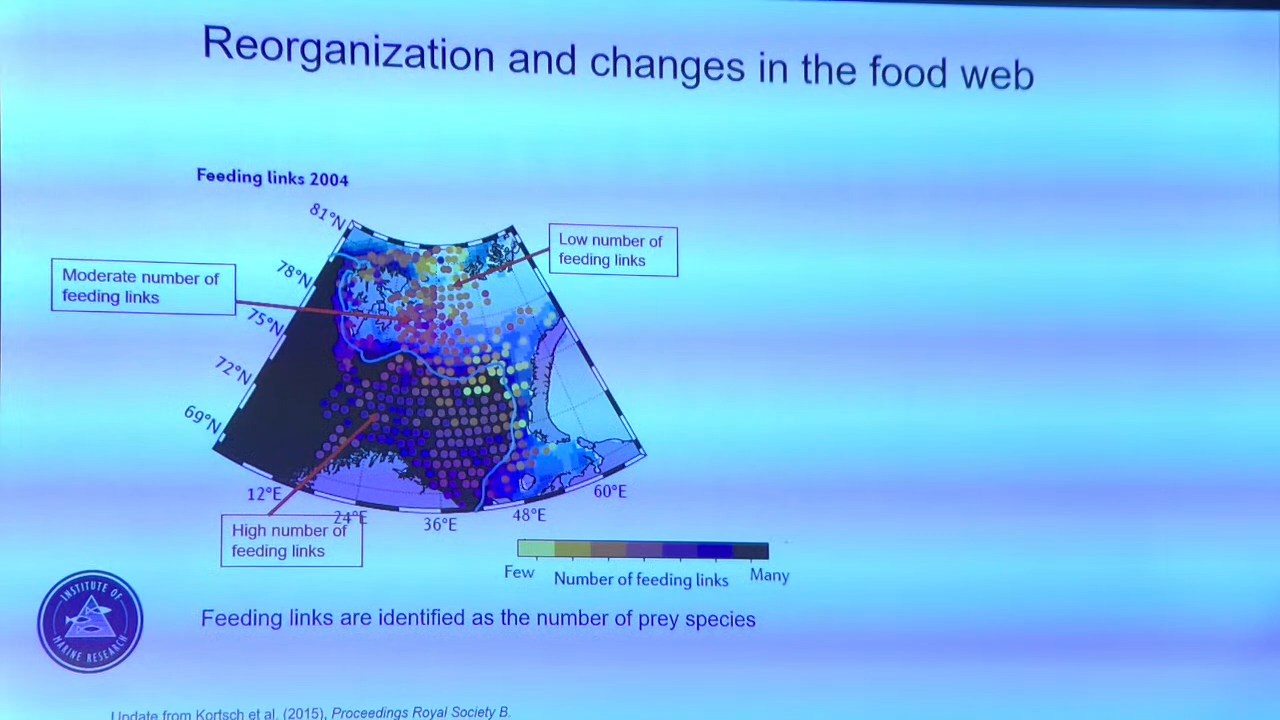 Reorganization and changes in the food web
Feeding links 2004
81°N
78°N
75°N
72°N
69°N
12°E
24°E
36°E
48°E
60°E
Low number of
feeding links
Moderate number of
feeding links
High number of
feeding links
Few
Number of feeding links
Many
INSTITUTE OF
MARINE RESEARCH
Feeding links are identified as the number of prey species
Update from Kortsch et al. (2015), Proceedings Royal Society B.